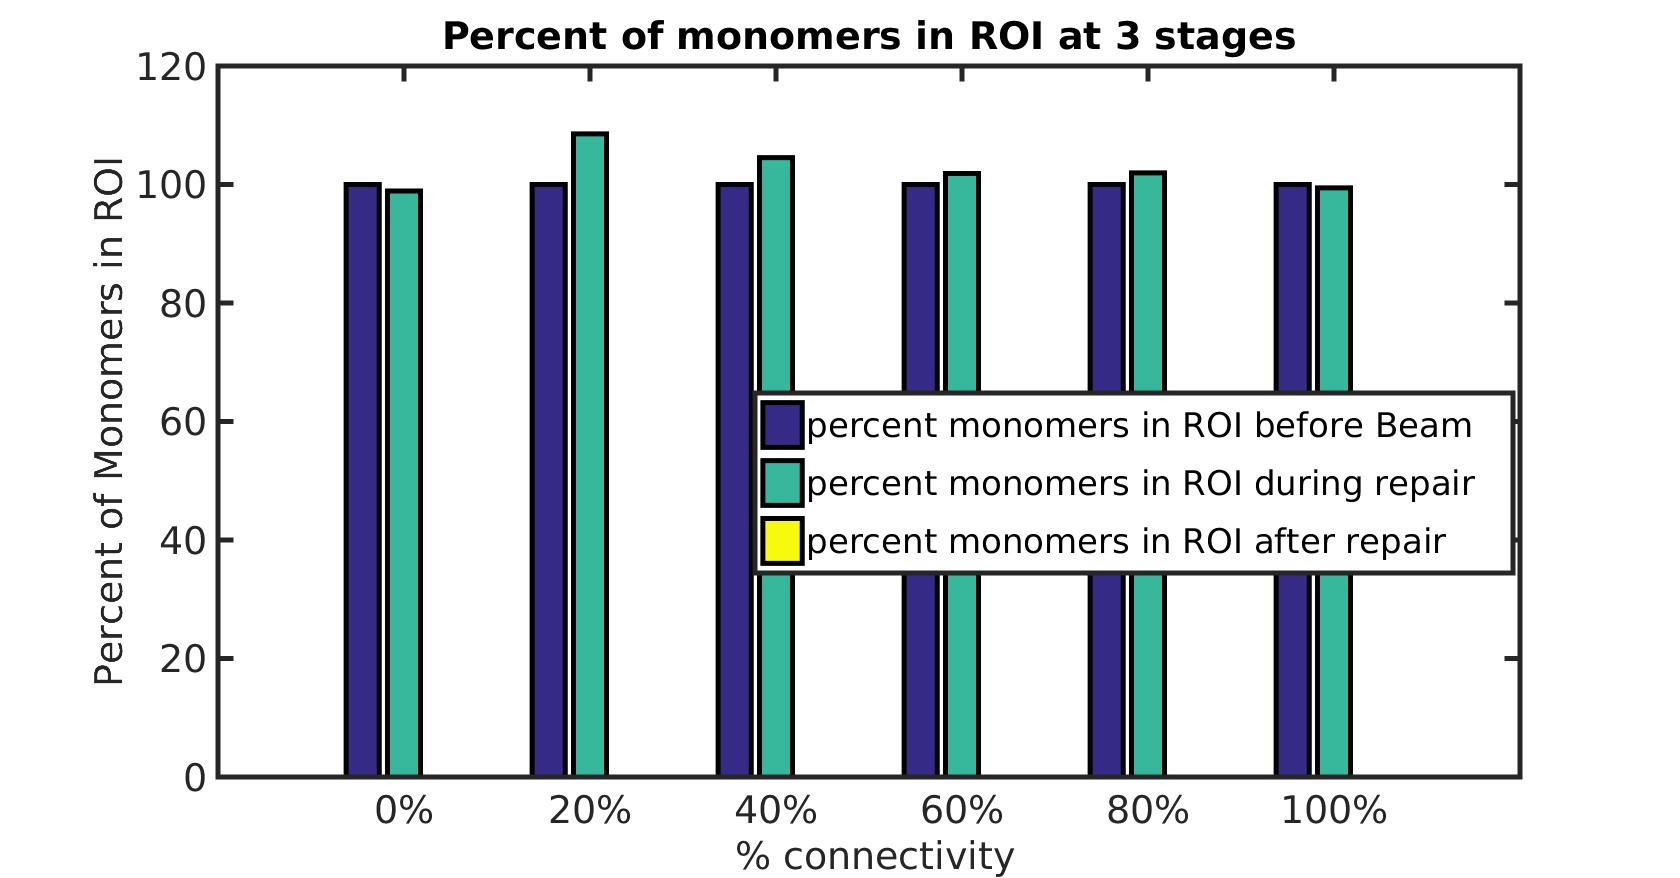 Percent of monomers in ROI at 3 stages
Percent of Monomers in ROI
120
100
80
60
40
20
0
percent monomers in ROI before Beam
percent monomers in ROI during repair
percent monomers in ROI after repair
0% 20% 40% 60% 80% 100%
% connectivity